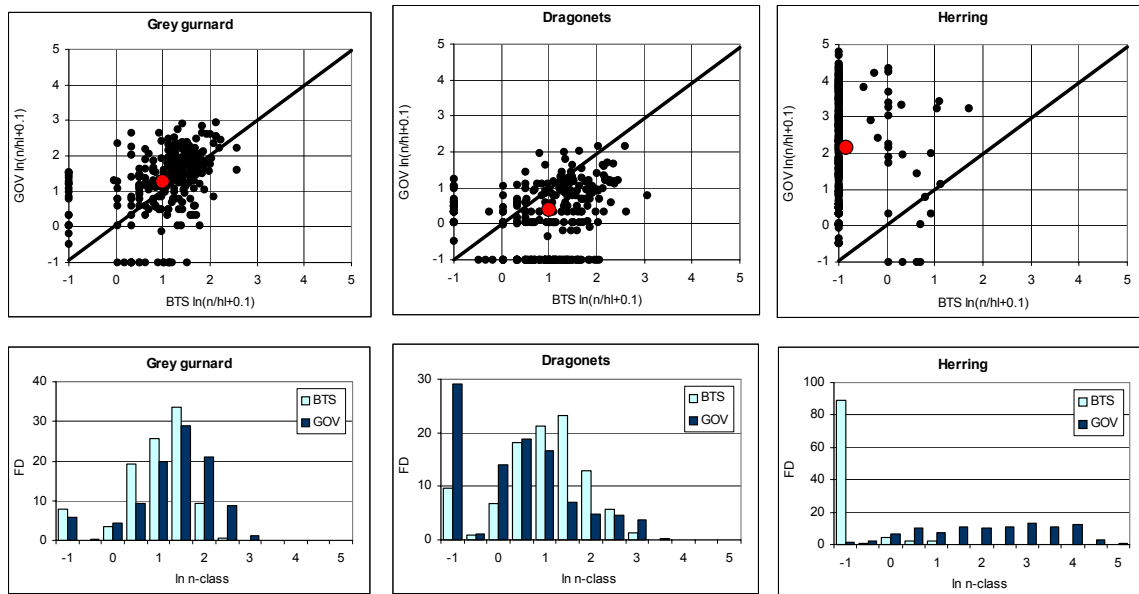 Grey gurnard
5
4
3
2
1
0
-1
-1 0 1 2 3 4 5
GOV ln(n/hl+0.1)
BTS ln(n/hl+0.1)
Dragonets
5
4
3
2
1
0
-1
-1 0 1 2 3 4 5
GOV ln(n/hl+0.1)
BTS ln(n/hl+0.1)
Herring
5
4
3
2
1
0
-1
-1 0 1 2 3 4 5
GOV ln(n/hl+0.1)
BTS ln(n/hl+0.1)
Grey gurnard
40
30
20
10
0
-1 0 1 2 3 4 5
FD
ln n-class
BTS
GOV
Dragonets
30
20
10
0
-1 0 1 2 3 4 5
FD
ln n-class
BTS
GOV
Herring
100
80
60
40
20
0
-1 0 1 2 3 4 5
FD
ln n-class
BTS
GOV